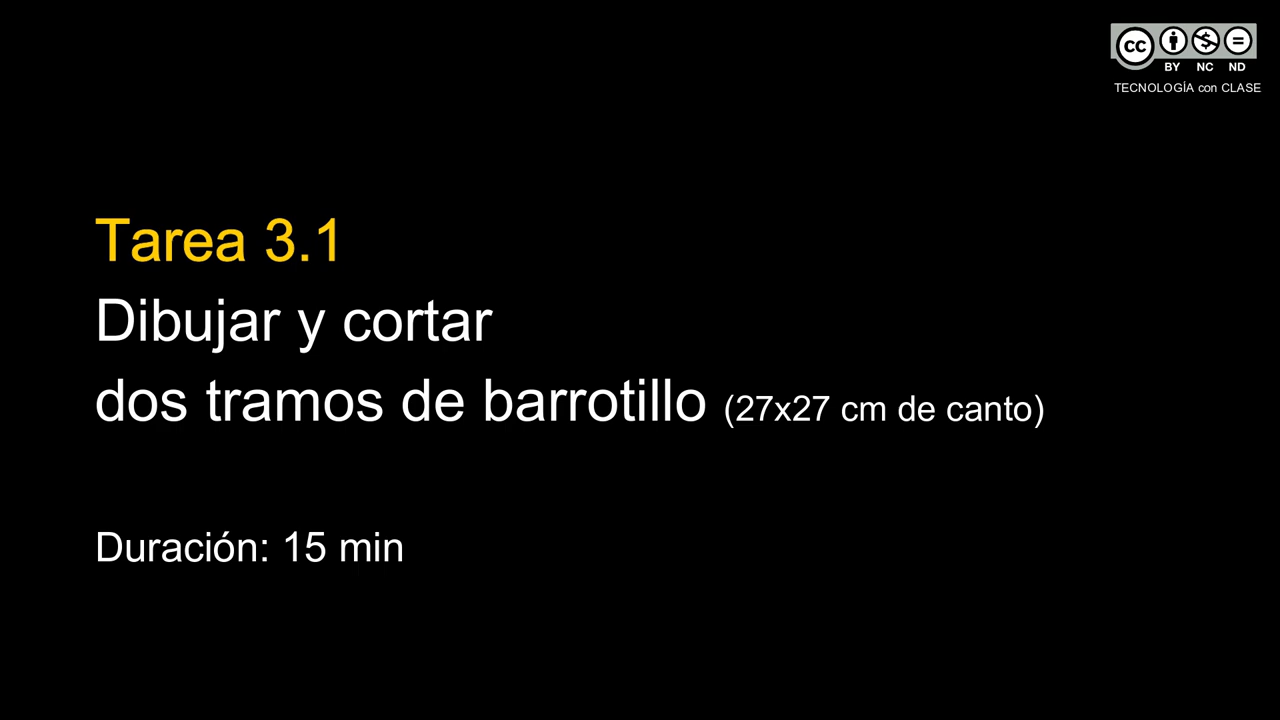 cc
BY NC ND
TECNOLOGÍA con CLASE
Tarea 3.1
Dibujar y cortar
dos tramos de barrotillo (27x27 cm de canto)
Duración: 15 min